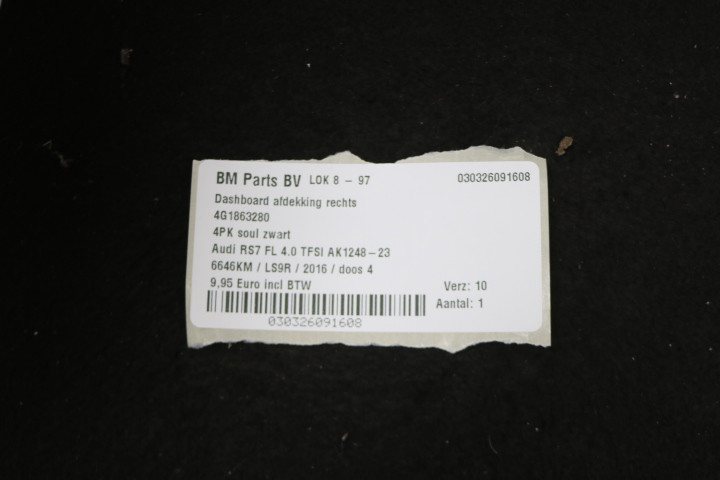 BM Parts BV LOK 8 - 97 030326091608
Dashboard afdekking rechts
4G1863280
4PK soul zwart
Audi RS7 FL 4.0 TFSI AK1248-23
6646KM / LS9R / 2016 / doos 4
9,95 Euro incl BTW Verz: 10
Aantal: 1
030326091608